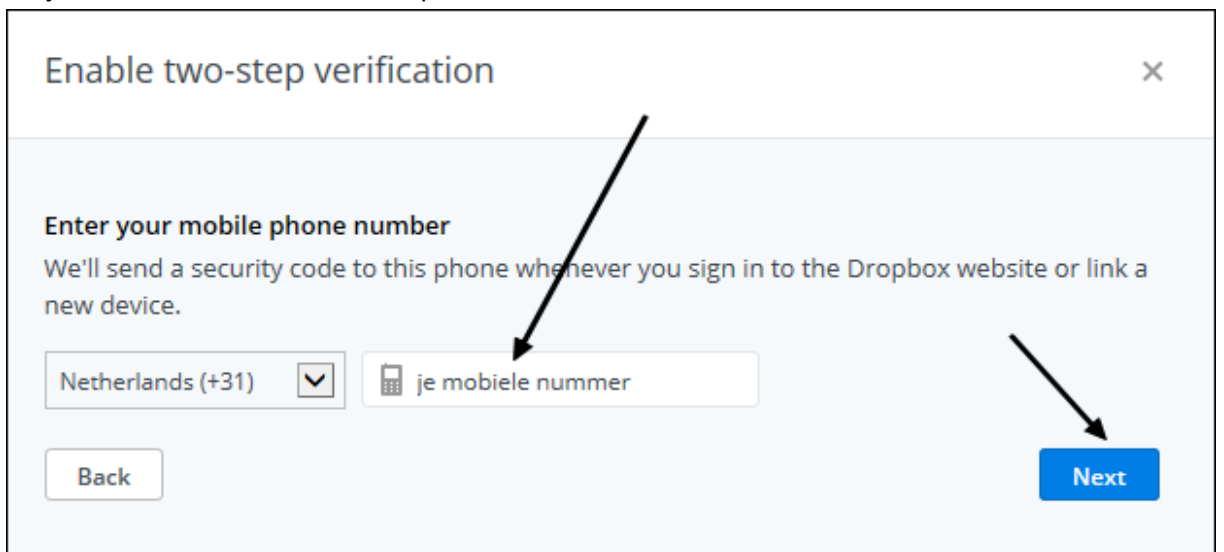 Enable two-step verification
Enter your mobile phone number
We'll send a security code to this phone whenever you sign in to the Dropbox website or link a
new device.
Netherlands (+31)
je mobiele nummer
Back
Next